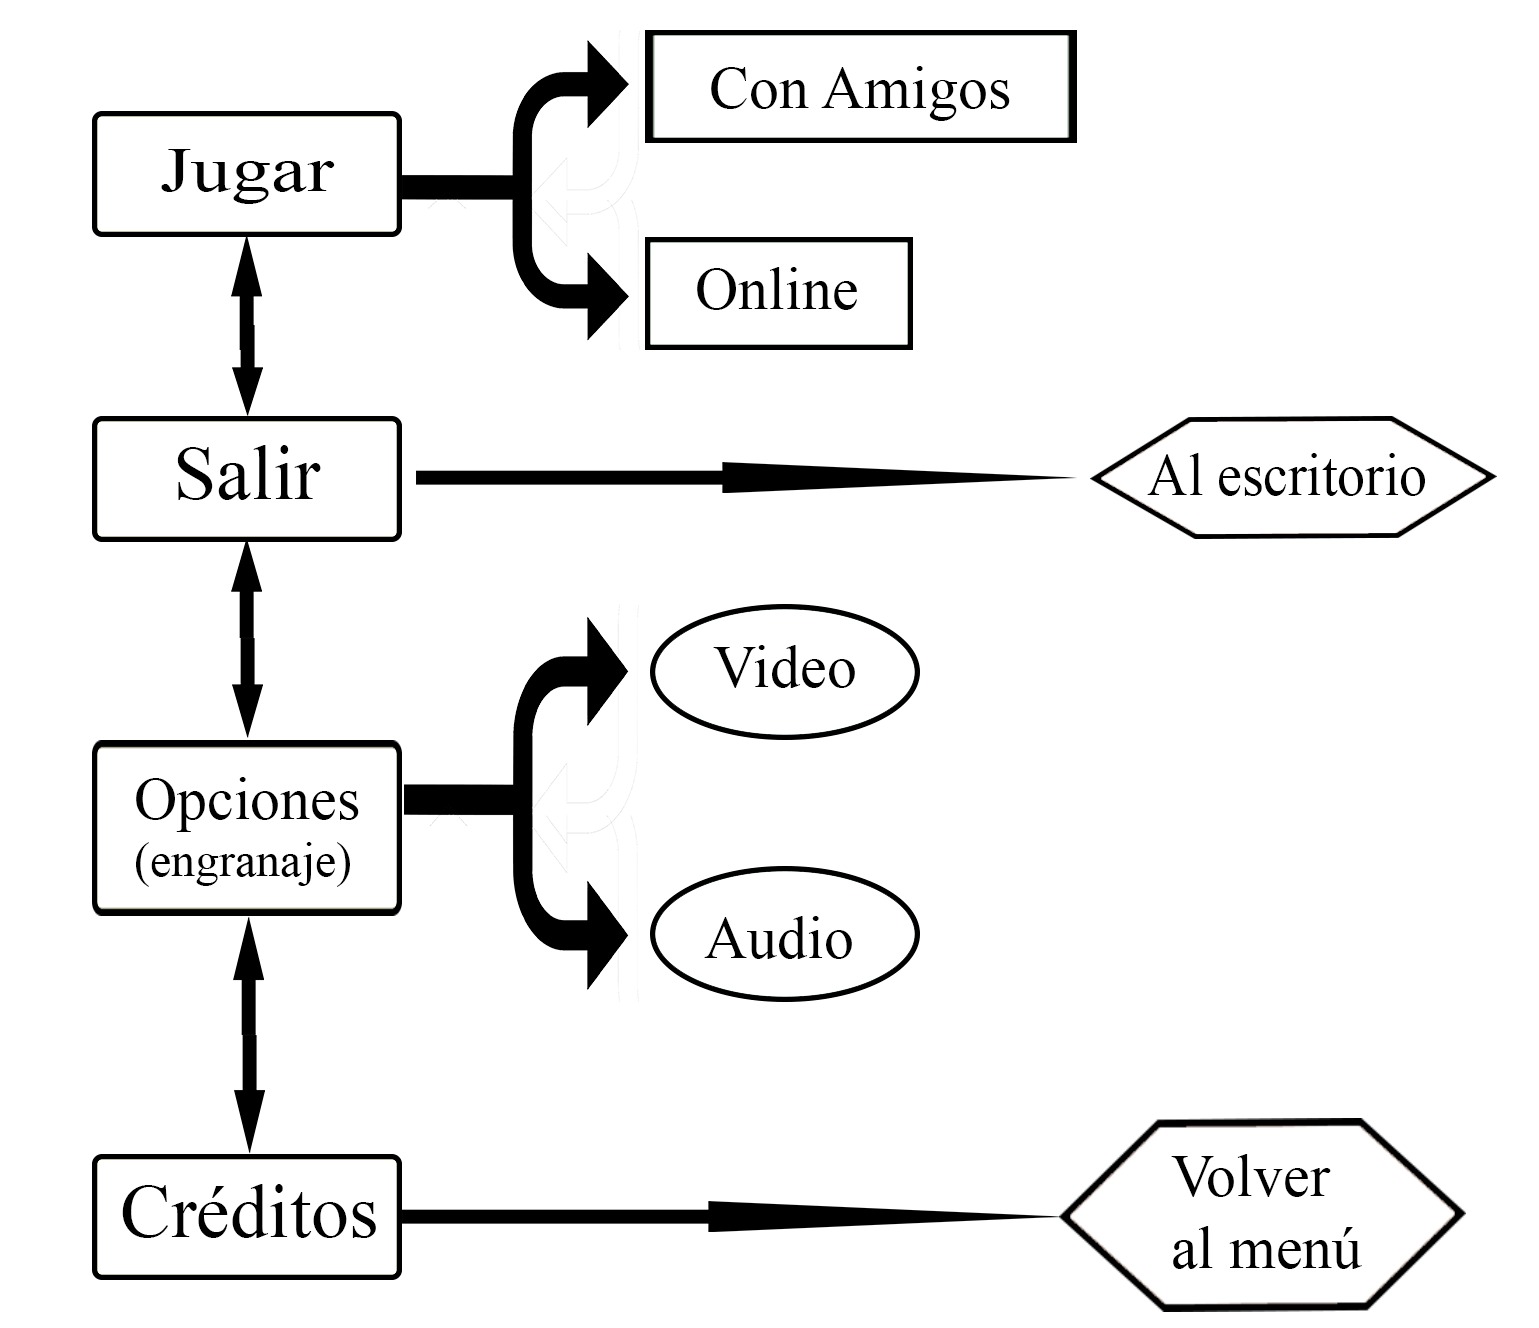 Jugar
Con Amigos
Online
Salir
Al escritorio
Opciones
(engranaje)
Video
Audio
Créditos
Volver
al menú